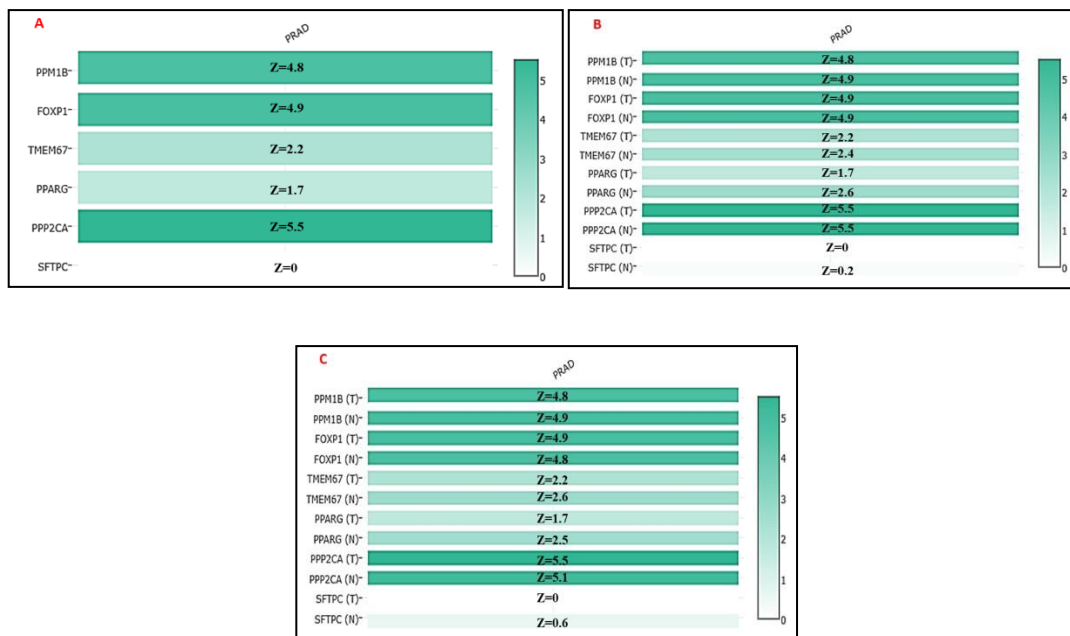 A
PRAD
PPM1B
Z=4.8
FOXP1
Z=4.9
TMEM67
Z=2.2
PPARG
Z=1.7
PPP2CA
Z=5.5
SFTPC
Z=0
5
4
3
2
1
0
B
PRAD
PPM1B (T)
Z=4.8
PPM1B (N)
Z=4.9
FOXP1 (T)
Z=4.9
FOXP1 (N)
Z=4.9
TMEM67 (T)
Z=2.2
TMEM67 (N)
Z=2.4
PPARG (T)
Z=1.7
PPARG (N)
Z=2.6
PPP2CA (T)
Z=5.5
PPP2CA (N)
Z=5.5
SFTPC (T)
Z=0
SFTPC (N)
Z=0.2
5
4
3
2
1
0
C
PRAD
PPM1B (T)
Z=4.8
PPM1B (N)
Z=4.9
FOXP1 (T)
Z=4.9
FOXP1 (N)
Z=4.8
TMEM67 (T)
Z=2.2
TMEM67 (N)
Z=2.6
PPARG (T)
Z=1.7
PPARG (N)
Z=2.5
PPP2CA (T)
Z=5.5
PPP2CA (N)
Z=5.1
SFTPC (T)
Z=0
SFTPC (N)
Z=0.6
5
4
3
2
1
0